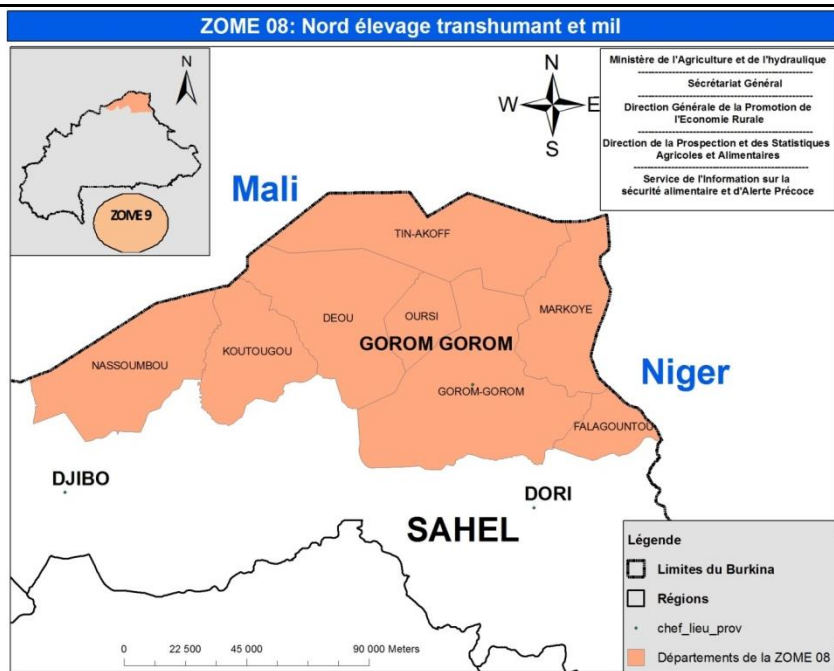 ZOME 08: Nord élevage transhumant et mil
N
ZOME 9
N
W
E
S
Ministère de l'Agriculture et de l'hydraulique
Sécrétariat Général
Direction Générale de la Promotion de
l'Economie Rurale
Direction de la Prospection et des Statistiques
Agricoles et Alimentaires
Service de l'Information sur la
sécurité alimentaire et d'Alerte Précoce
Mali
TIN-AKOFF
DEOU
OURSI
MARKOYE
NASSOUMBOU
KOUTOUGOU
GOROM GOROM
Niger
GOROM-GOROM
FALAGOUNTOU
DJIBO
DORI
SAHEL
Légende
Limites du Burkina
Régions
chef_lieu_prov
Départements de la ZOME 08
0 22 500 45 000 90 000 Meters